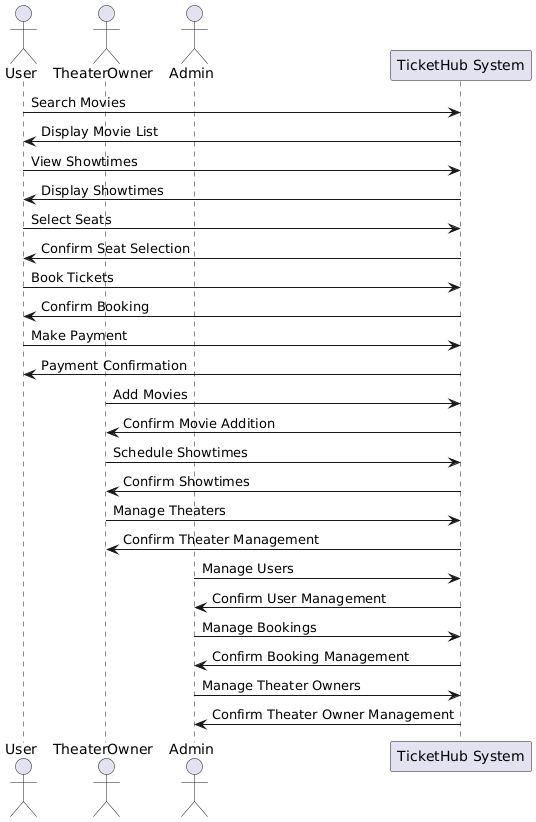 User TheaterOwner Admin TicketHub System
Search Movies
Display Movie List
View Showtimes
Display Showtimes
Select Seats
Confirm Seat Selection
Book Tickets
Confirm Booking
Make Payment
Payment Confirmation
Add Movies
Confirm Movie Addition
Schedule Showtimes
Confirm Showtimes
Manage Theaters
Confirm Theater Management
Manage Users
Confirm User Management
Manage Bookings
Confirm Booking Management
Manage Theater Owners
Confirm Theater Owner Management
User TheaterOwner Admin TicketHub System